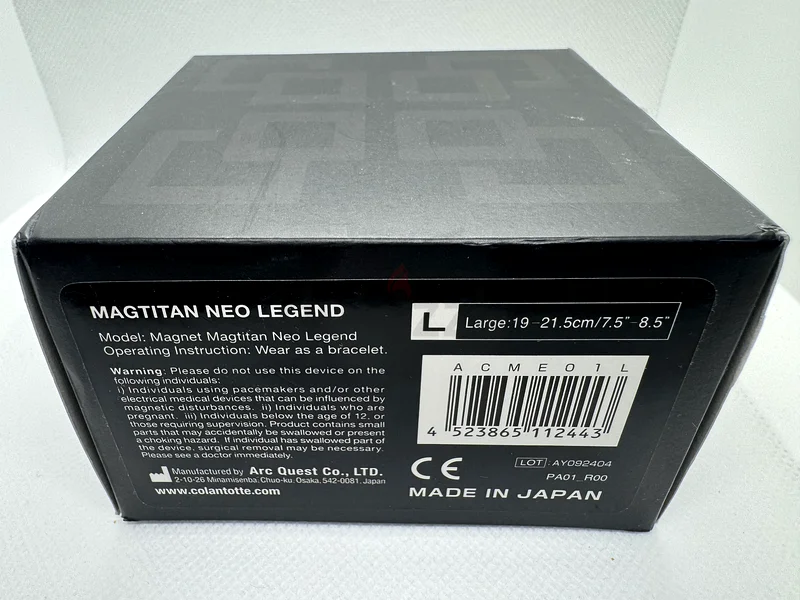 MAGTITAN NEO LEGEND
Model: Magnet Magtitan Neo Legend
Operating Instruction: Wear as a bracelet.
Warning: Please do not use this device on the
following individuals:
i) Individuals using pacemakers and/or other
electrical medical devices that can be influenced by
magnetic disturbances. ii) Individuals who are
pregnant. iii) Individuals below the age of 12, or
those requiring supervision. Product contains small
parts that may accidentally be swallowed or present
a choking hazard. If individual has swallowed part of
the device, surgical removal may be necessary.
Please see a doctor immediately.
Manufactured by Arc Quest Co., LTD.
2-10-26 Minamisenba, Chuo-ku, Osaka, 542-0081, Japan
www.colantotte.com
L Large:19-21.5cm/7.5"-8.5"
ACME01L
4 523865 112443
CE
LOT: AY092404
PA01_R00
MADE IN JAPAN